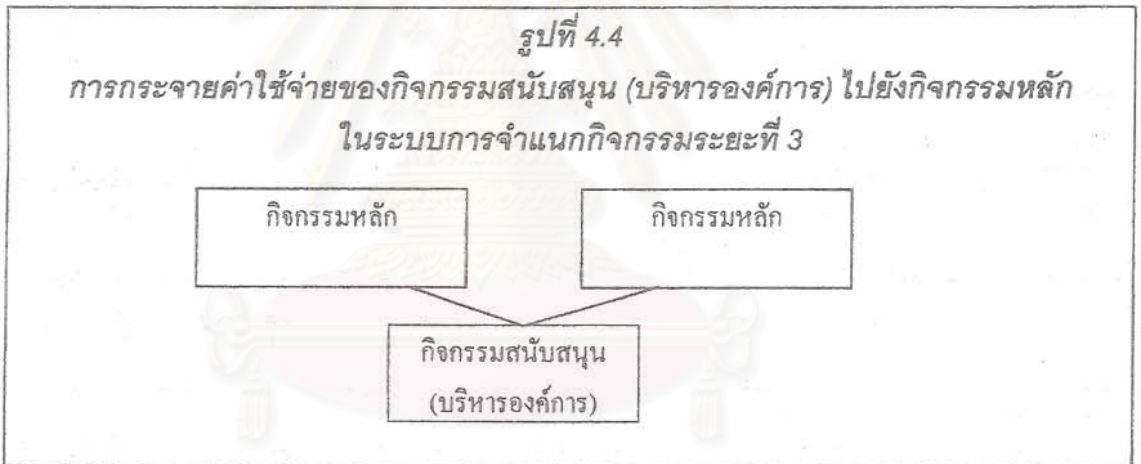 รูปที่ 4.4
การกระจายค่าใช้จ่ายของกิจกรรมสนับสนุน (บริหารองค์การ) ไปยังกิจกรรมหลัก
ในระบบการจำแนกกิจกรรมระยะที่ 3
กิจกรรมหลัก กิจกรรมหลัก
กิจกรรมสนับสนุน
(บริหารองค์การ)